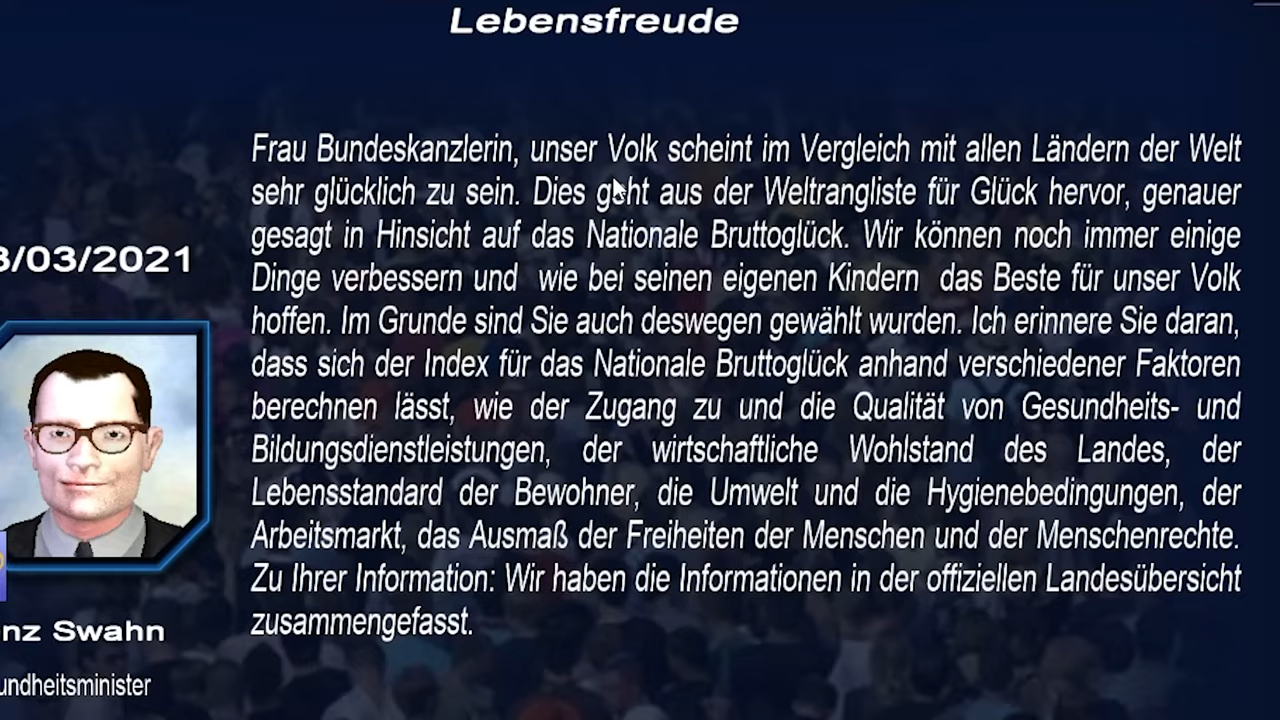 Lebensfreude
Frau Bundeskanzlerin, unser Volk scheint im Vergleich mit allen Ländern der Welt
sehr glücklich zu sein. Dies geht aus der Weltrangliste für Glück hervor, genauer
gesagt in Hinsicht auf das Nationale Bruttoglück. Wir können noch immer einige
Dinge verbessern und  wie bei seinen eigenen Kindern  das Beste für unser Volk
hoffen. Im Grunde sind Sie auch deswegen gewählt wurden. Ich erinnere Sie daran,
dass sich der Index für das Nationale Bruttoglück anhand verschiedener Faktoren
berechnen lässt, wie der Zugang zu und die Qualität von Gesundheits- und
Bildungsdienstleistungen, der wirtschaftliche Wohlstand des Landes, der
Lebensstandard der Bewohner, die Umwelt und die Hygienebedingungen, der
Arbeitsmarkt, das Ausmaß der Freiheiten der Menschen und der Menschenrechte.
Zu Ihrer Information: Wir haben die Informationen in der offiziellen Landesübersicht
zusammengefasst.
3/03/2021
nz Swahn
undheitsminister